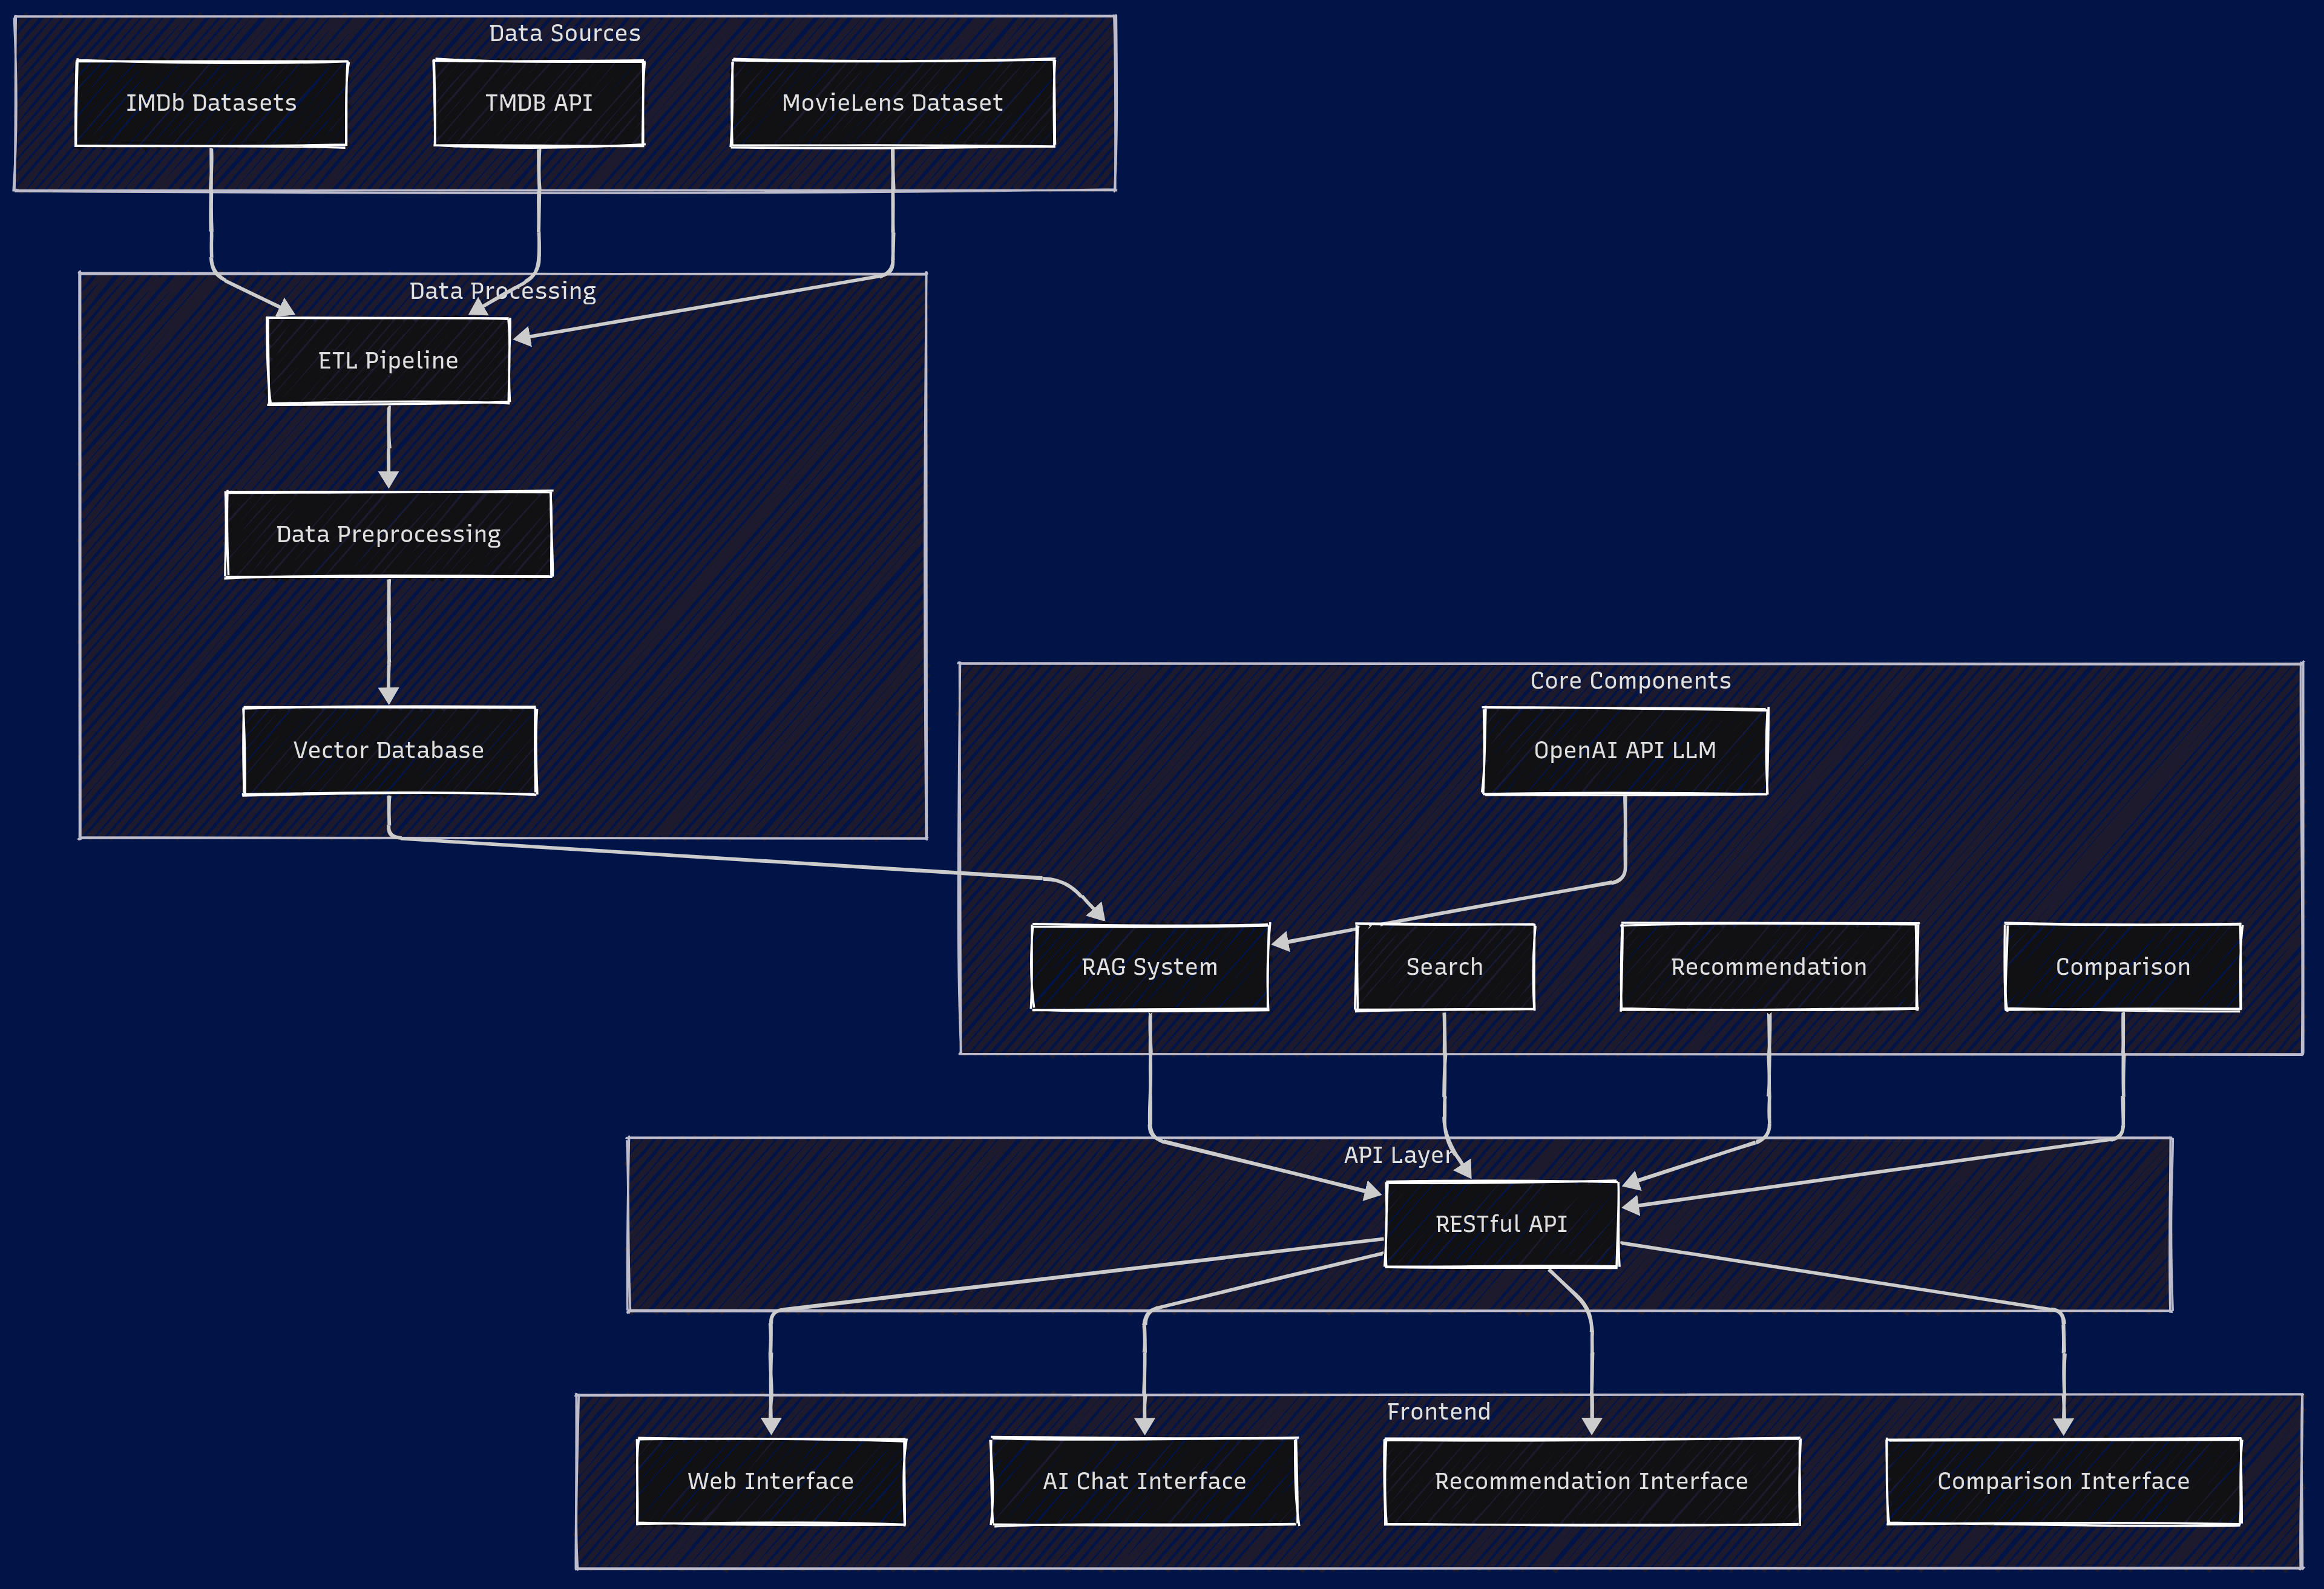 Data Sources
IMDb Datasets
TMDB API
MovieLens Dataset
Data Processing
ETL Pipeline
Data Preprocessing
Vector Database
Core Components
OpenAI API LLM
RAG System
Search
Recommendation
Comparison
API Layer
RESTful API
Frontend
Web Interface
AI Chat Interface
Recommendation Interface
Comparison Interface